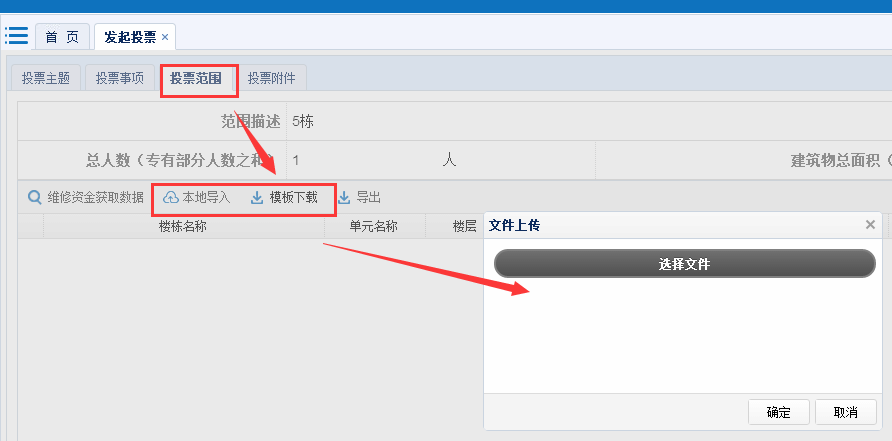 首 页 发起投票 ×
投票主题 投票事项 投票范围 投票附件
范围描述 5栋
总人数（专有部分人数之和） 1 人 建筑物总面积（
维修资金获取数据 本地导入 模板下载 导出
楼栋名称 单元名称 楼层
文件上传 ×
选择文件
确定 取消